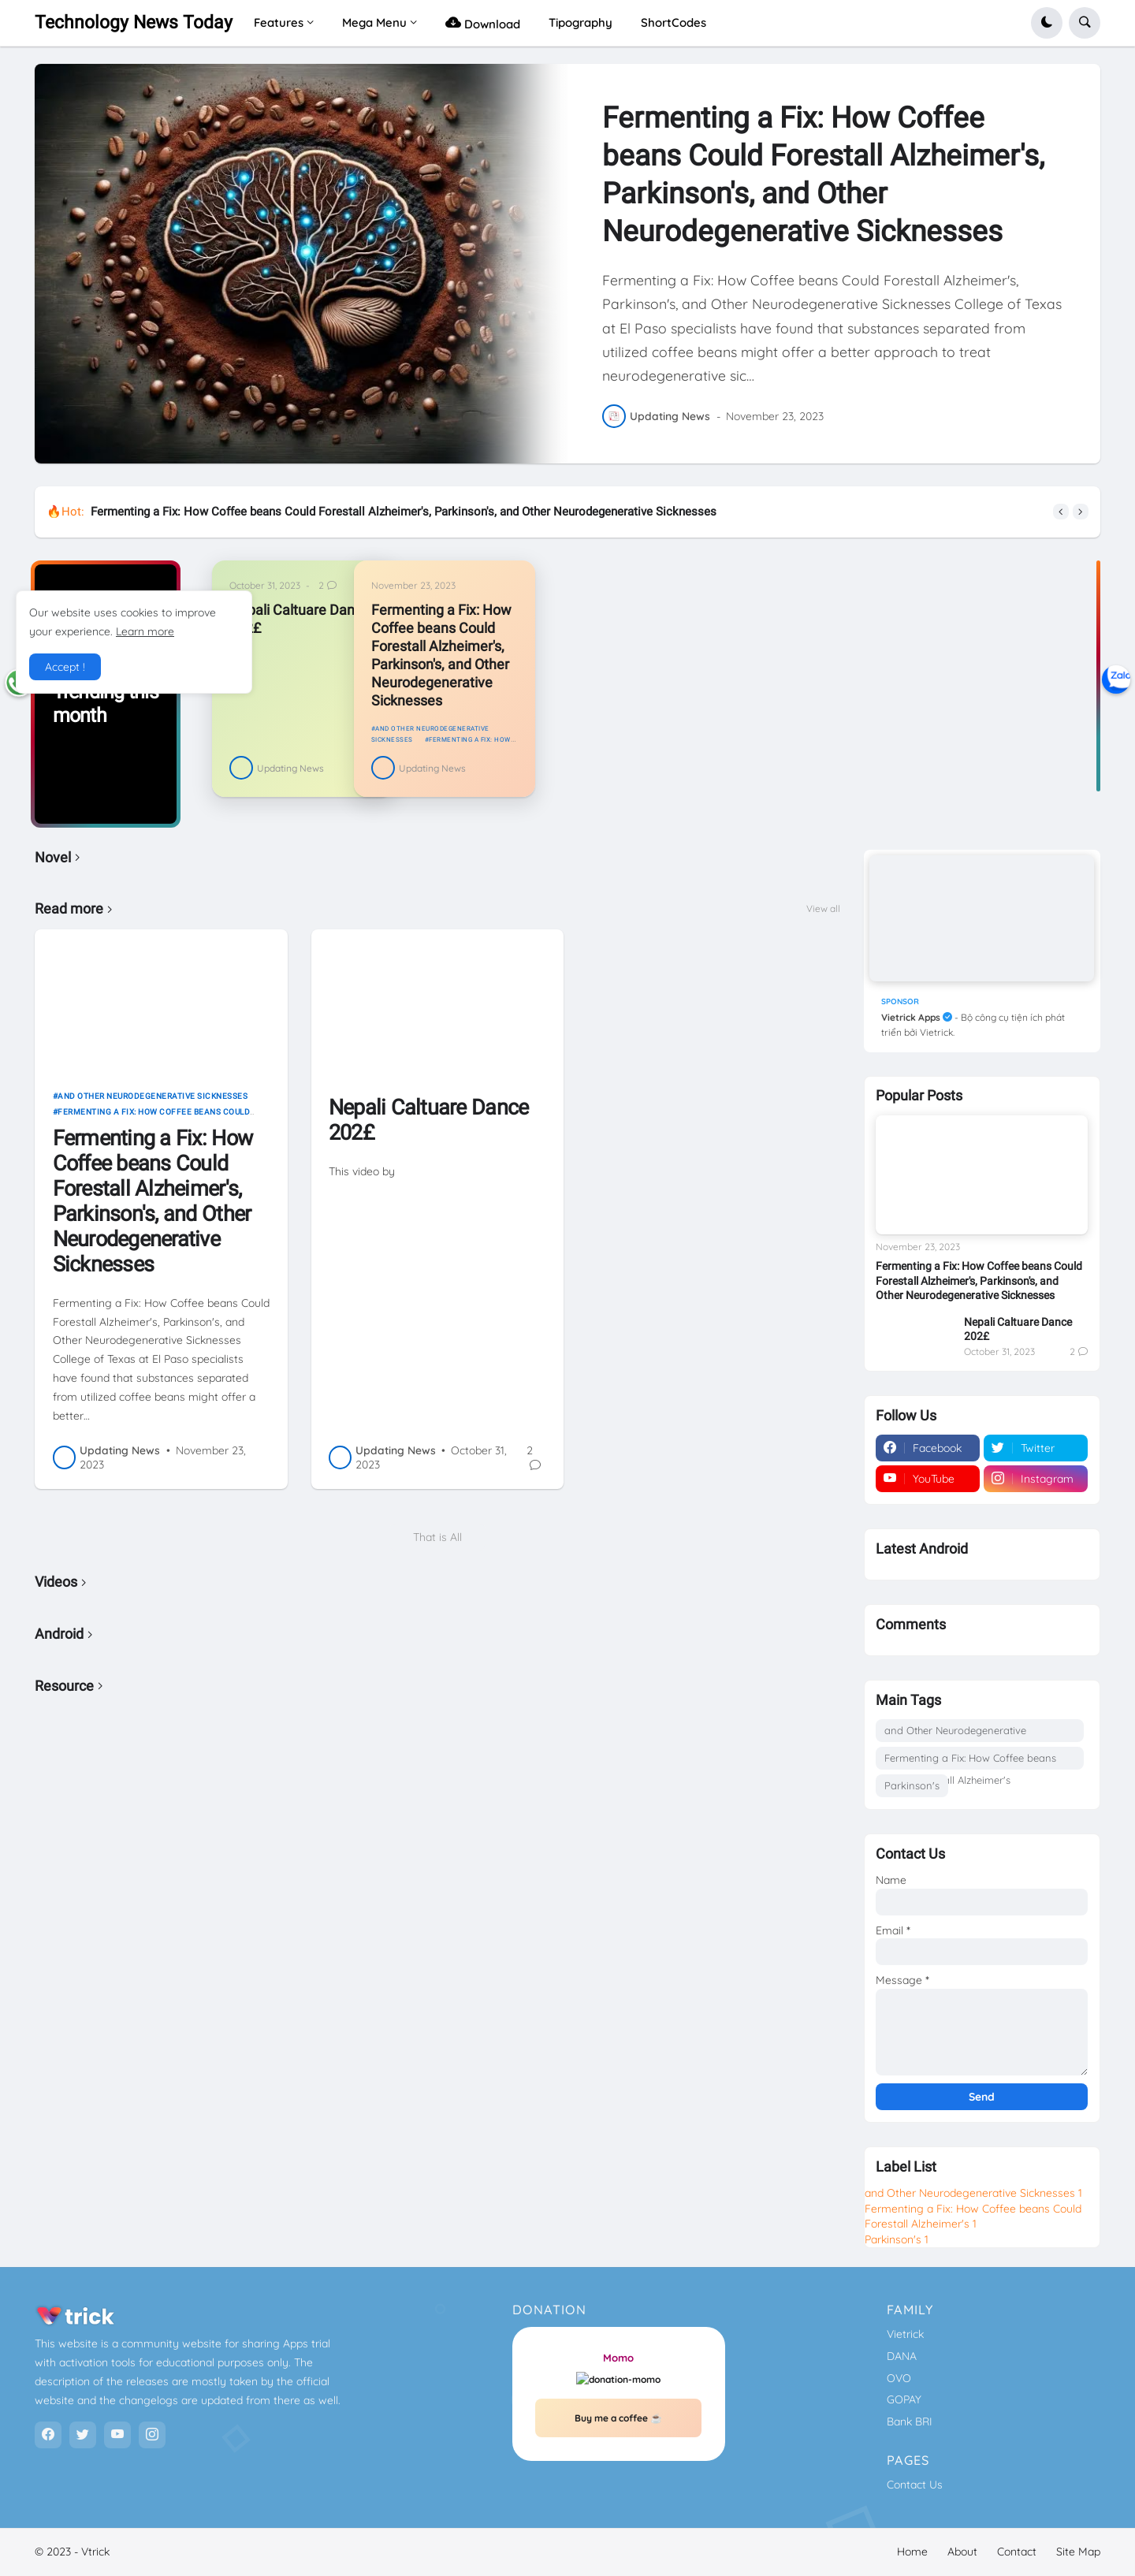 Technology News Today
Features
Mega Menu
Download
Tipography
ShortCodes
Fermenting a Fix: How Coffee
beans Could Forestall Alzheimer's,
Parkinson's, and Other
Neurodegenerative Sicknesses
Fermenting a Fix: How Coffee beans Could Forestall Alzheimer's,
Parkinson's, and Other Neurodegenerative Sicknesses College of Texas
at El Paso specialists have found that substances separated from
utilized coffee beans might offer a better approach to treat
neurodegenerative sic...
Updating News - November 23, 2023
🔥Hot: Fermenting a Fix: How Coffee beans Could Forestall Alzheimer's, Parkinson's, and Other Neurodegenerative Sicknesses
Our website uses cookies to improve
your experience. Learn more
Accept !
Trending this
month
October 31, 2023 - 2
Caltuare
Updating News
November 23, 2023
Fermenting a Fix: How
Coffee beans Could
Forestall Alzheimer's,
Parkinson's, and Other
Neurodegenerative
Sicknesses
#AND OTHER NEURODEGENERATIVE
SICKNESSES #FERMENTING A FIX: HOW...
Updating News
Zalo
Novel
Read more
View all
#AND OTHER NEURODEGENERATIVE SICKNESSES
#FERMENTING A FIX: HOW COFFEE BEANS COULD...
Fermenting a Fix: How
Coffee beans Could
Forestall Alzheimer's,
Parkinson's, and Other
Neurodegenerative
Sicknesses
Fermenting a Fix: How Coffee beans Could
Forestall Alzheimer's, Parkinson's, and
Other Neurodegenerative Sicknesses
College of Texas at El Paso specialists
have found that substances separated
from utilized coffee beans might offer a
better...
Updating News • November 23,
2023
Nepali Caltuare Dance
202£
This video by
Updating News • October 31,
2023
2
That is All
Videos
Android
Resource
SPONSOR
Vietrick Apps - Bộ công cụ tiện ích phát
triển bởi Vietrick.
Popular Posts
November 23, 2023
Fermenting a Fix: How Coffee beans Could
Forestall Alzheimer's, Parkinson's, and
Other Neurodegenerative Sicknesses
Nepali Caltuare Dance
202£
October 31, 2023 2
Follow Us
Facebook
Twitter
YouTube
Instagram
Latest Android
Comments
Main Tags
and Other Neurodegenerative
Fermenting a Fix: How Coffee beans
Alzheimer's
Parkinson's
Contact Us
Name
Email *
Message *
Send
Label List
and Other Neurodegenerative Sicknesses 1
Fermenting a Fix: How Coffee beans Could
Forestall Alzheimer's 1
Parkinson's 1
trick
This website is a community website for sharing Apps trial
with activation tools for educational purposes only. The
description of the releases are mostly taken by the official
website and the changelogs are updated from there as well.
DONATION
Momo
donation-momo
Buy me a coffee ☕
FAMILY
Vietrick
DANA
OVO
GOPAY
Bank BRI
PAGES
Contact Us
© 2023 - Vtrick
Home
About
Contact
Site Map